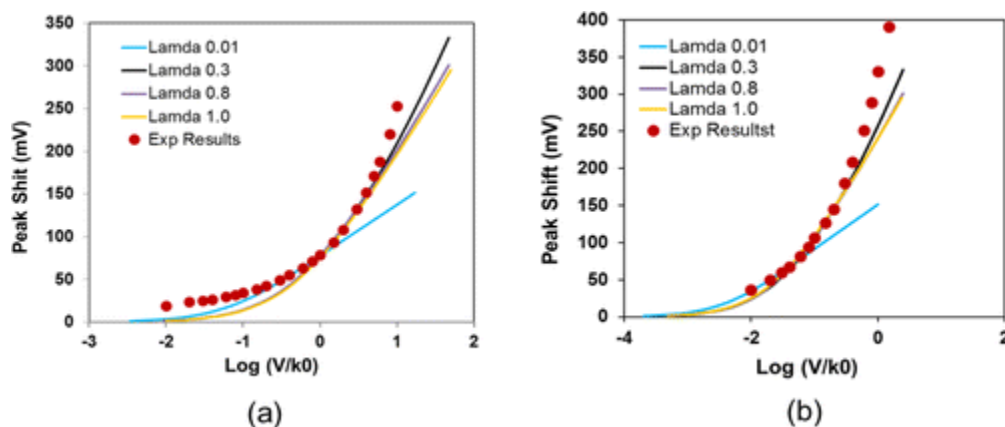 350
300
250
200
150
100
50
0
Peak Shit (mV)
Lamda 0.01
Lamda 0.3
Lamda 0.8
Lamda 1.0
Exp Results
-3 -2 -1 0 1 2
Log (V/k0)
(a)
400
350
300
250
200
150
100
50
0
Peak Shift (mV)
Lamda 0.01
Lamda 0.3
Lamda 0.8
Lamda 1.0
Exp Resultst
-4 -2 0 2
Log (V/k0)
(b)